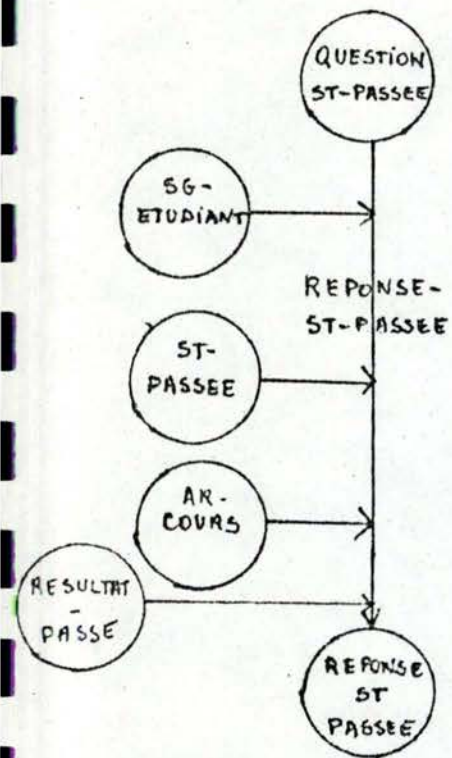 QUESTION
ST-PASSEE
SG-
ETUDIANT
REPONSE-
ST-PASSEE
ST-
PASSEE
AR-
COURS
RESULTAT
-
PASSE
REPONSE
ST
PASSEE